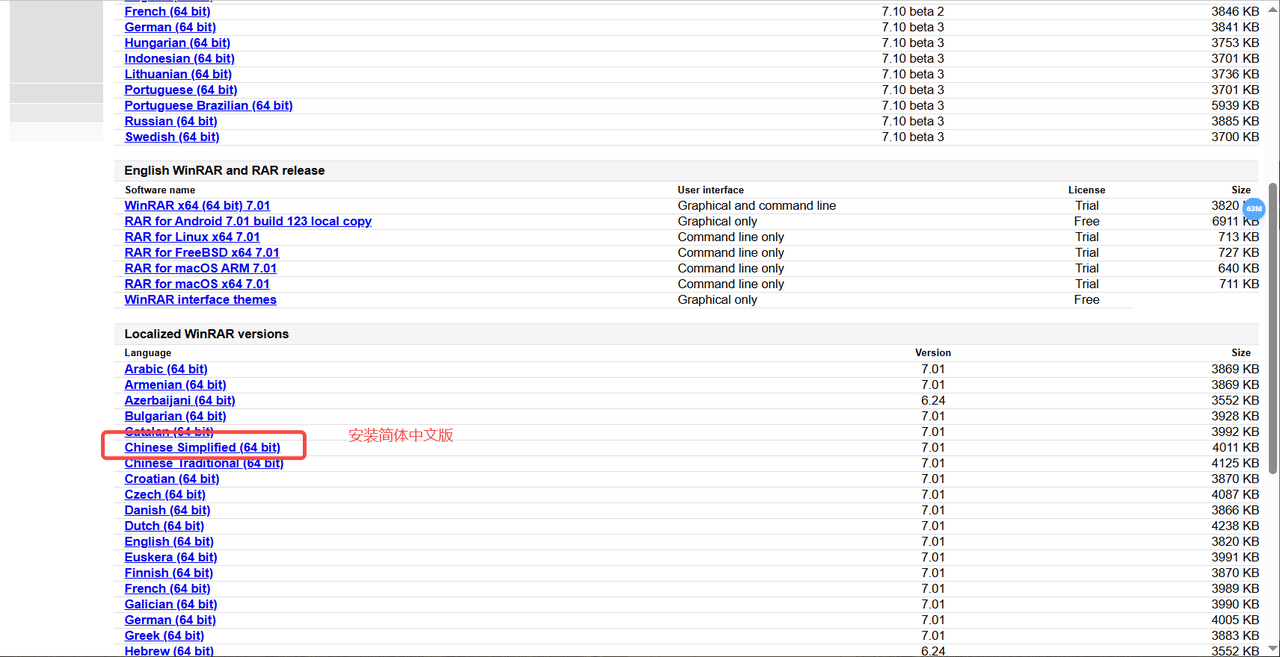 French (64 bit) 7.10 beta 2 3846 KB
German (64 bit) 7.10 beta 3 3841 KB
Hungarian (64 bit) 7.10 beta 3 3753 KB
Indonesian (64 bit) 7.10 beta 3 3701 KB
Lithuanian (64 bit) 7.10 beta 3 3736 KB
Portuguese (64 bit) 7.10 beta 3 3701 KB
Portuguese Brazilian (64 bit) 7.10 beta 3 5939 KB
Russian (64 bit) 7.10 beta 3 3885 KB
Swedish (64 bit) 7.10 beta 3 3700 KB
English WinRAR and RAR release
Software name User interface License Size
WinRAR x64 (64 bit) 7.01 Graphical and command line Trial 3820
63M
RAR for Android 7.01 build 123 local copy Graphical only Free 6911 KB
RAR for Linux x64 7.01 Command line only Trial 713 KB
RAR for FreeBSD x64 7.01 Command line only Trial 727 KB
RAR for macOS ARM 7.01 Command line only Trial 640 KB
RAR for macOS x64 7.01 Command line only Trial 711 KB
WinRAR interface themes Graphical only Free
Localized WinRAR versions
Language Version Size
Arabic (64 bit) 7.01 3869 KB
Armenian (64 bit) 7.01 3869 KB
Azerbaijani (64 bit) 6.24 3552 KB
Bulgarian (64 bit) 7.01 3928 KB
Catalan (64 bit) 7.01 3992 KB
安装简体中文版
Chinese Simplified (64 bit) 7.01 4011 KB
Chinese Traditional (64 bit) 7.01 4125 KB
Croatian (64 bit) 7.01 3870 KB
Czech (64 bit) 7.01 4087 KB
Danish (64 bit) 7.01 3866 KB
Dutch (64 bit) 7.01 4238 KB
English (64 bit) 7.01 3820 KB
Euskera (64 bit) 7.01 3991 KB
Finnish (64 bit) 7.01 3870 KB
French (64 bit) 7.01 3989 KB
Galician (64 bit) 7.01 3990 KB
German (64 bit) 7.01 4005 KB
Greek (64 bit) 7.01 3883 KB
Hebrew (64 bit) 6.24 3552 KB